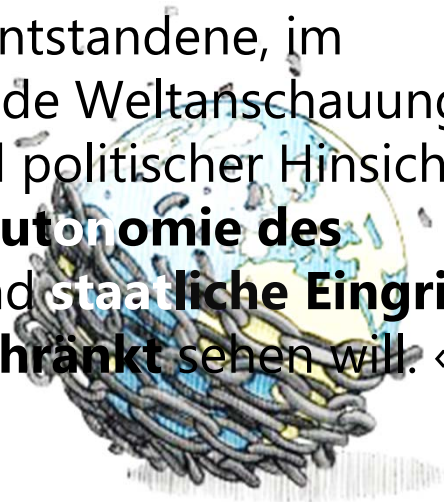 ntstandene, im
de Weltanschauung
politischer Hinsich
utonomie des
d staatliche Eingri
hränkt sehen will. «